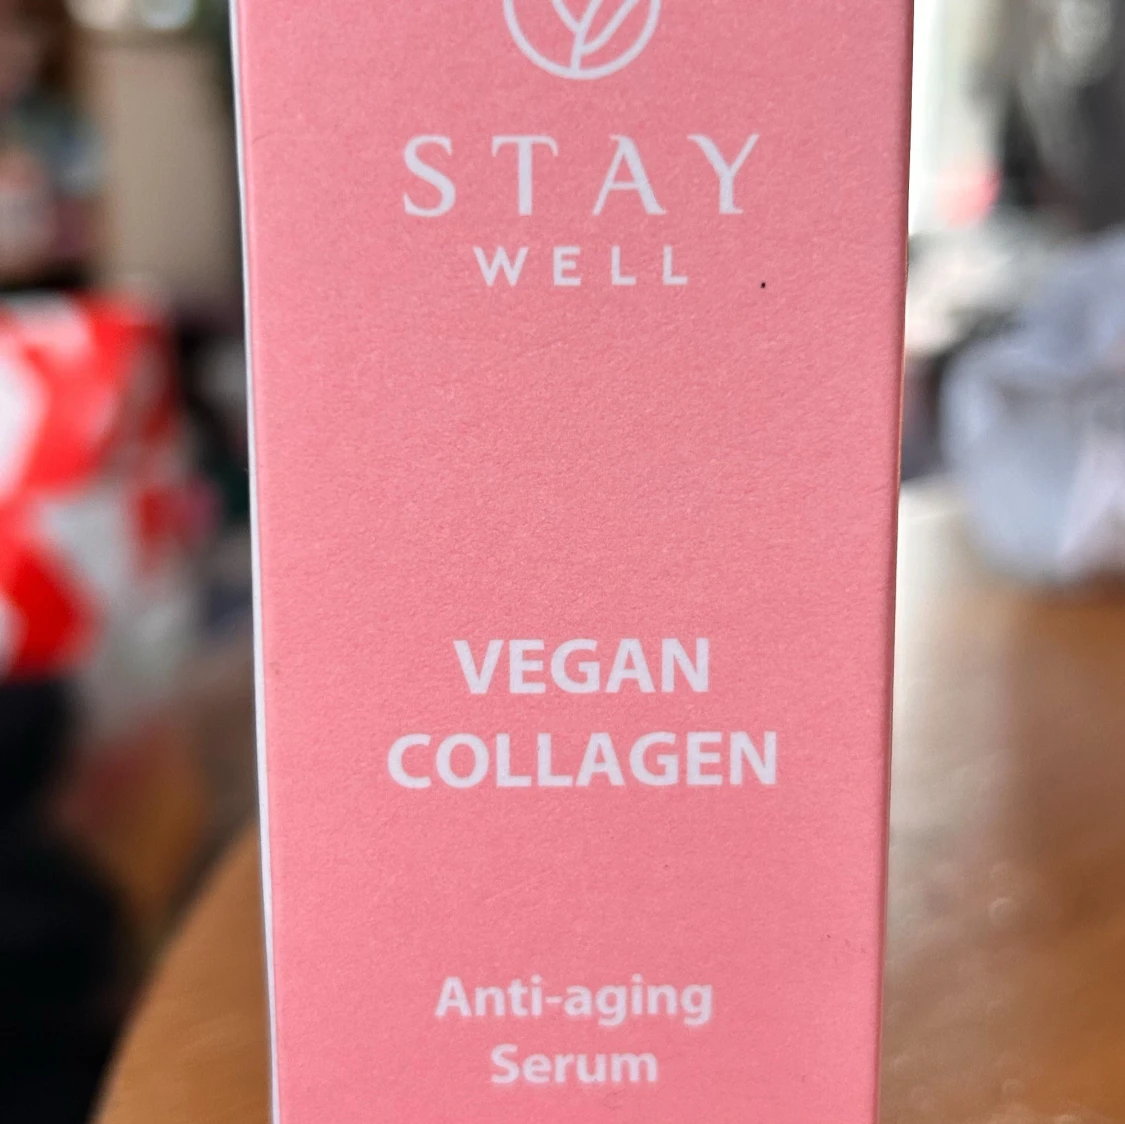 STAY
WELL
VEGAN
COLLAGEN
Anti-aging
Serum